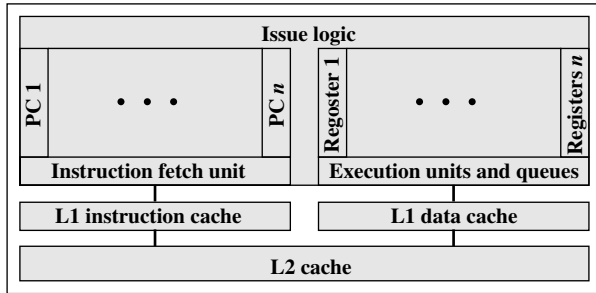 Issue logic
PC 1
• • •
PC n
Regoster 1
• • •
Registers n
Instruction fetch unit
Execution units and queues
L1 instruction cache
L1 data cache
L2 cache